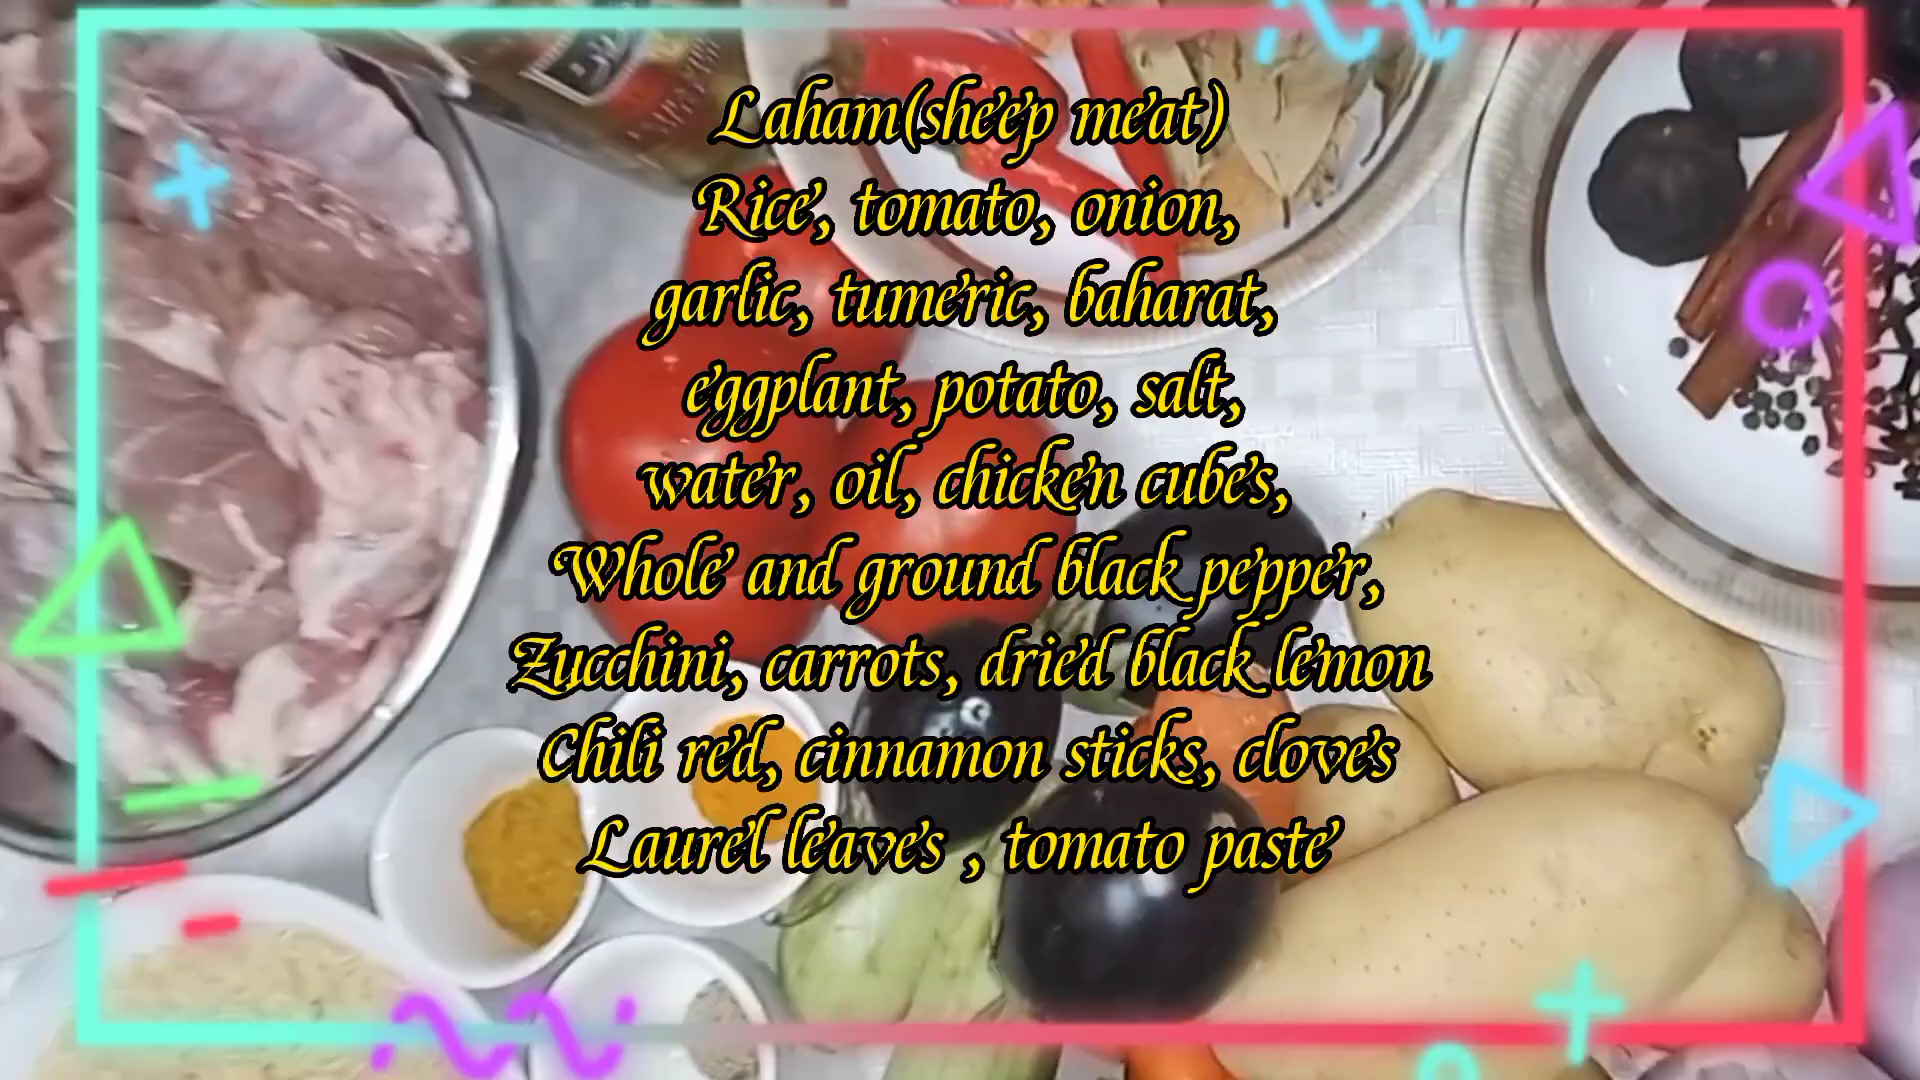 Laham(sheep meat)
Rice, tomato, onion,
garlic, tumeric, baharat,
eggplant, potato, salt,
water, oil, chicken cubes,
Whole and ground black pepper,
Zucchini, carrots, dried black lemon
Chili red, cinnamon sticks, cloves
Laurel leaves , tomato paste